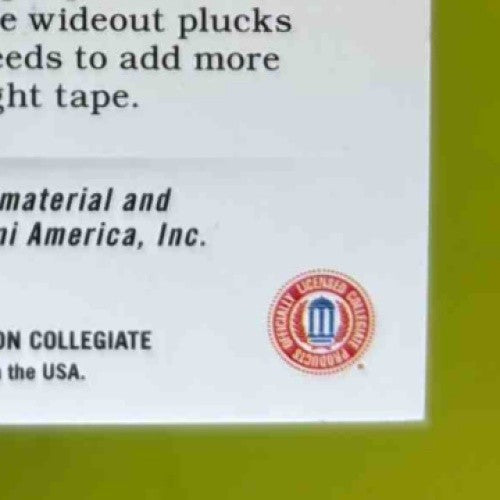 e wideout plucks
eeds to add more
ght tape.
material and
ni America, Inc.
ON COLLEGIATE
the USA.
OFFICIALLY LICENSED COLLEGIATE PRODUCTS